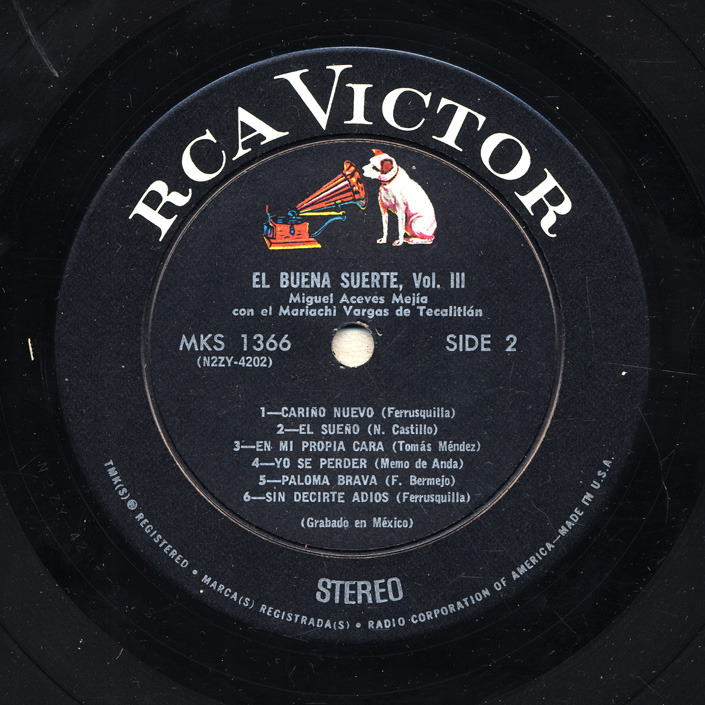 RCA VICTOR
EL BUENA SUERTE, Vol. III
Miguel Aceves Mejía
con el Mariachi Vargas de Tecalitlán
MKS 1366
(N2ZY-4202)
SIDE 2
1—CARIÑO NUEVO (Ferrusquilla)
2—EL SUEÑO (N. Castillo)
3—EN MI PROPIA CARA (Tomás Méndez)
4—YO SE PERDER (Memo de Anda)
5—PALOMA BRAVA (F. Bermejo)
6—SIN DECIRTE ADIOS (Ferrusquilla)
(Grabado en México)
STEREO
TMK(S) ® REGISTERED • MARCA(S) REGISTRADA(S) • RADIO CORPORATION OF AMERICA—MADE IN U.S.A.